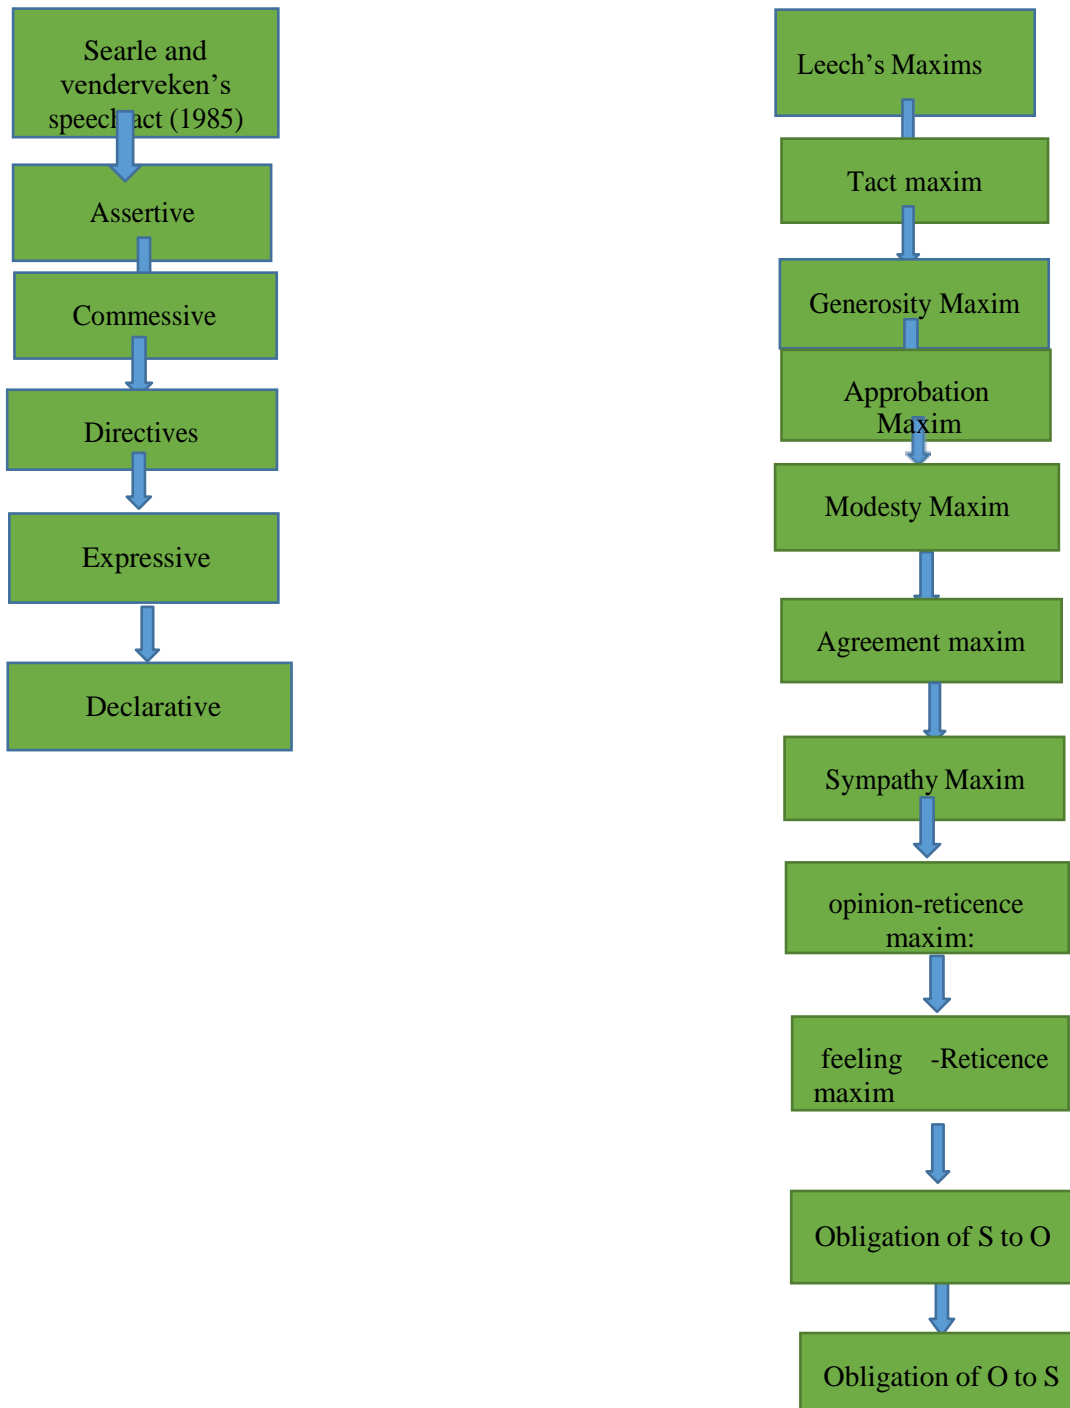 Searle and
venderveken’s
speech act (1985)
Assertive
Commessive
Directives
Expressive
Declarative
Leech’s Maxims
Tact maxim
Generosity Maxim
Approbation
Maxim
Modesty Maxim
Agreement maxim
Sympathy Maxim
opinion-reticence
maxim:
feeling -Reticence
maxim
Obligation of S to O
Obligation of O to S